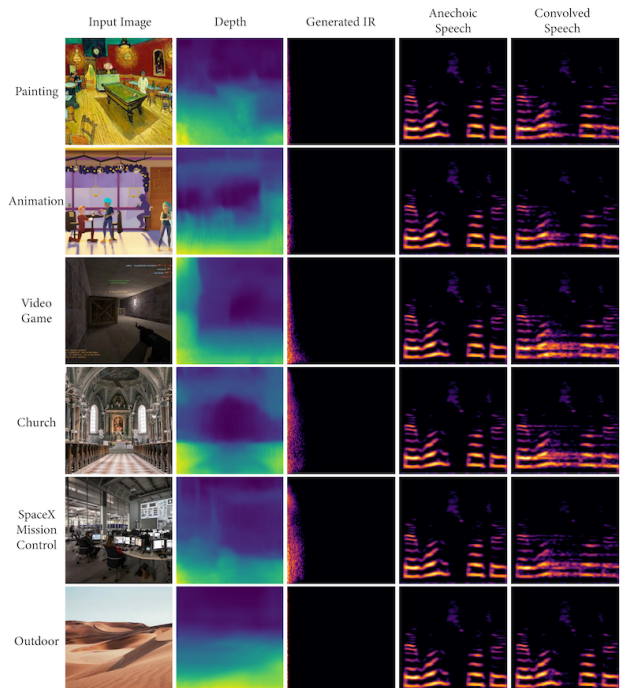 Input Image
Depth
Generated IR
Anechoic
Speech
Convolved
Speech
Painting
Animation
Video
Game
Church
SpaceX
Mission
Control
Outdoor